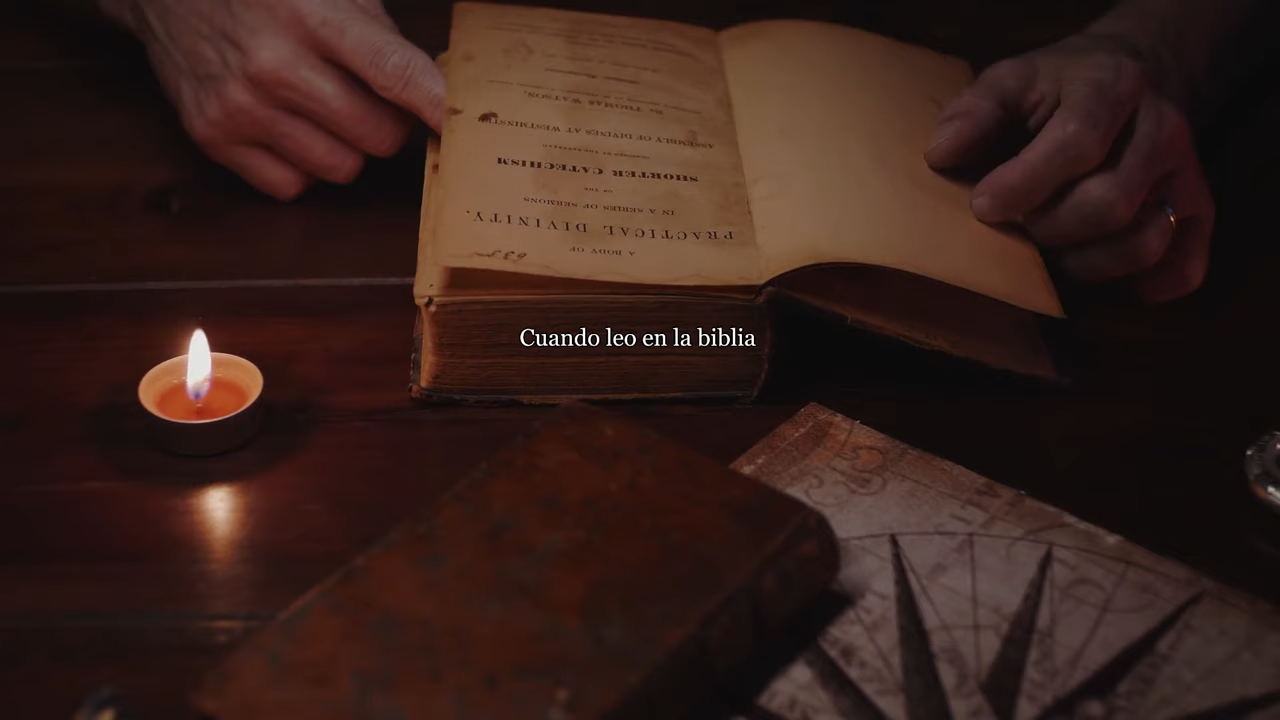 A BODY OF
PRACTICAL DIVINITY,
IN A SERIES OF SERMONS
ON THE
SHORTER CATECHISM
ASSEMBLY OF DIVINES AT WESTMINSTER
By THOMAS WATSON,
Cuando leo en la biblia